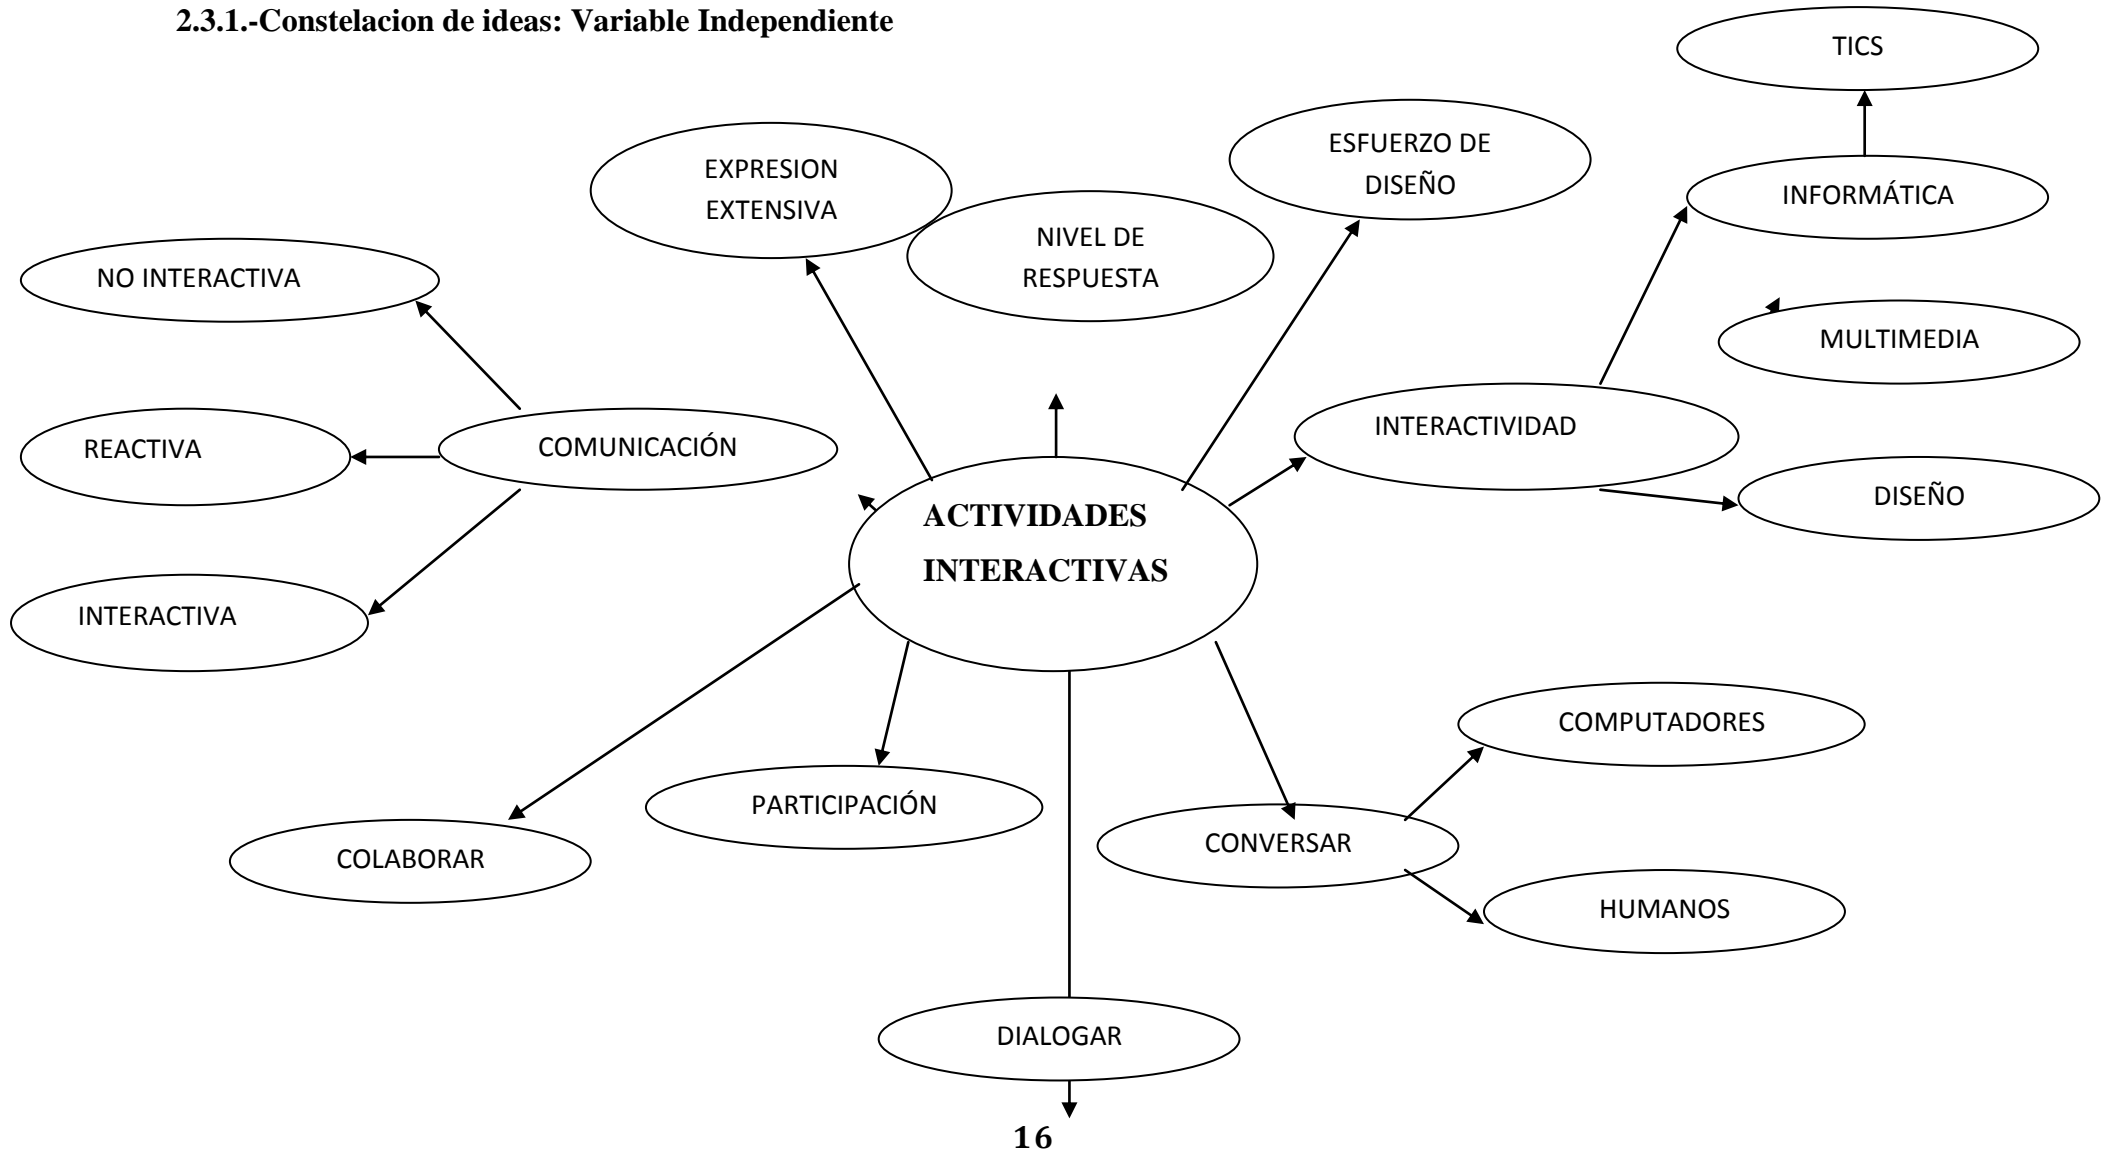 2.3.1.-Constelacion de ideas: Variable Independiente
TICS
ESFUERZO DE
DISEÑO
EXPRESION
EXTENSIVA
INFORMÁTICA
NIVEL DE
RESPUESTA
NO INTERACTIVA
MULTIMEDIA
INTERACTIVIDAD
REACTIVA
COMUNICACIÓN
DISEÑO
ACTIVIDADES
INTERACTIVAS
INTERACTIVA
COMPUTADORES
PARTICIPACIÓN
CONVERSAR
COLABORAR
HUMANOS
DIALOGAR
16